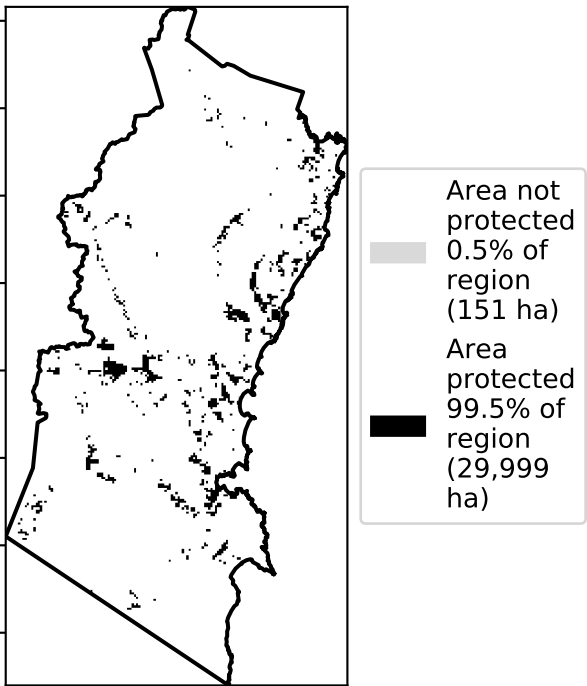 Area not
protected
0.5% of
region
(151 ha)
Area
protected
99.5% of
region
(29,999
ha)